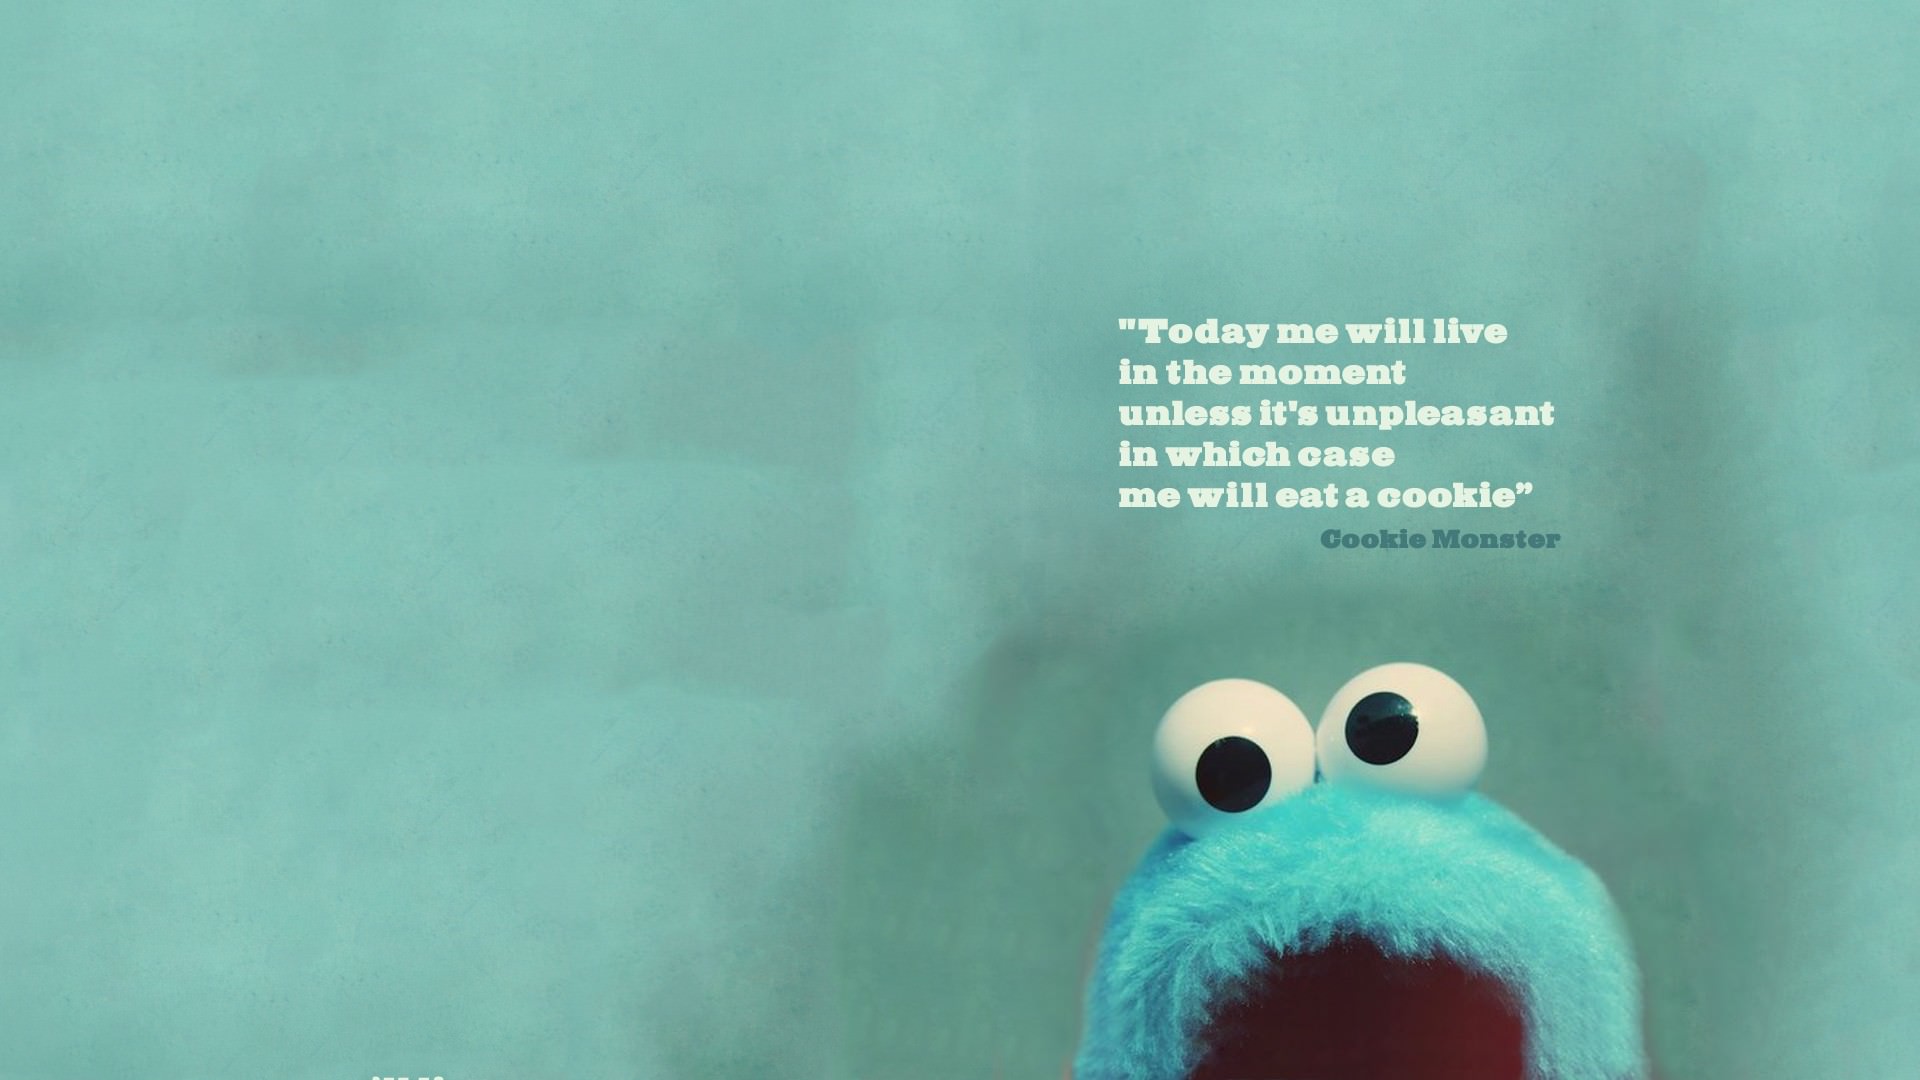 "Today me will live
in the moment
unless it's unpleasant
in which case
me will eat a cookie”
Cookie Monster